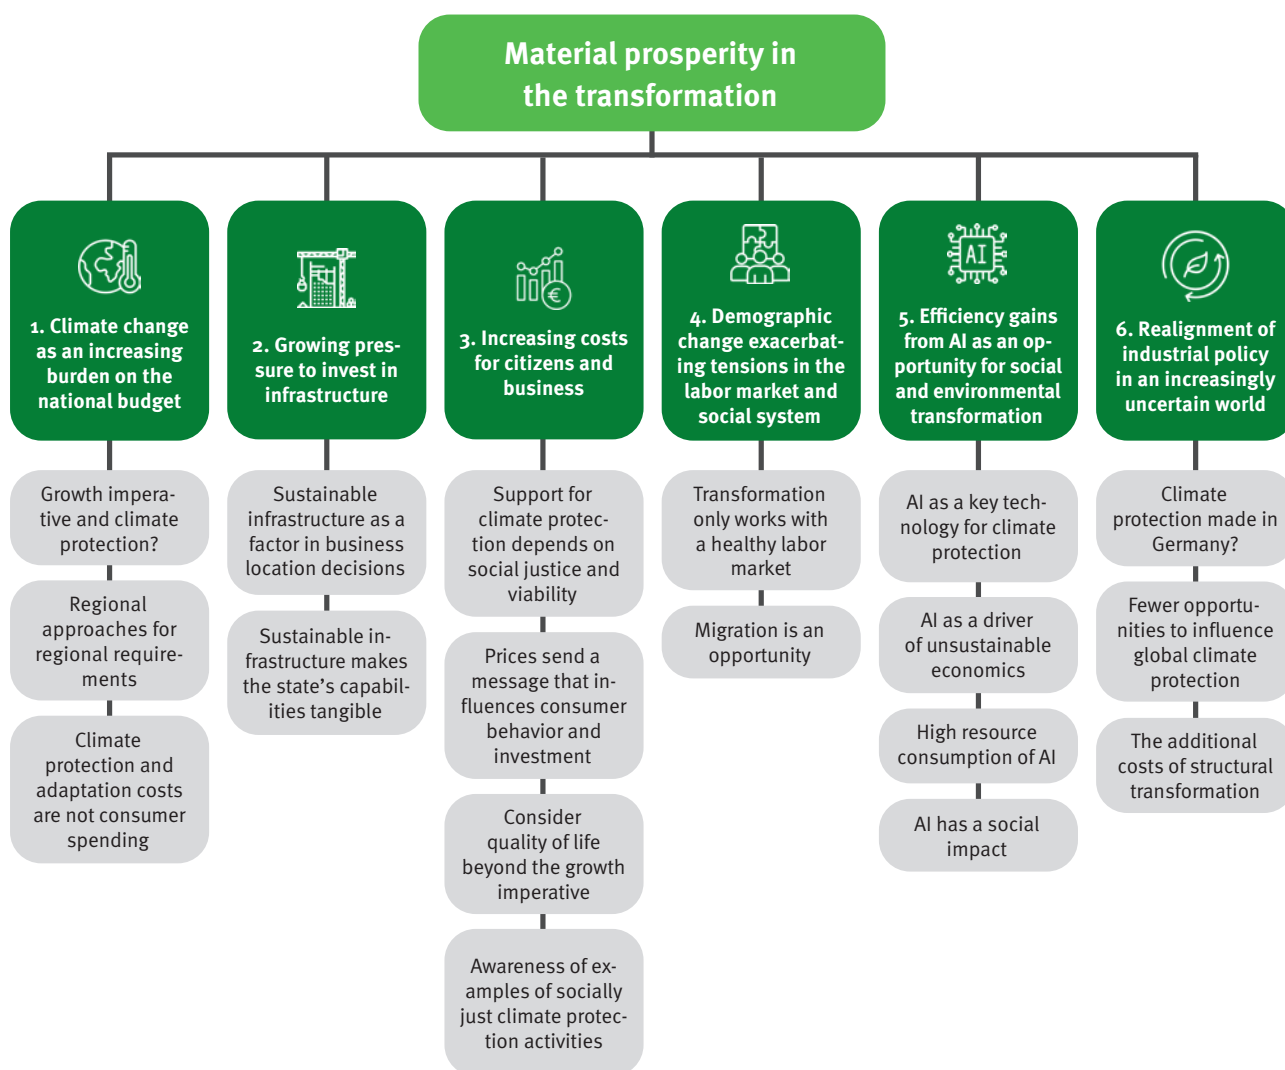 Material prosperity in
the transformation
1. Climate change
as an increasing
burden on the
national budget
Growth impera-
tive and climate
protection?
Regional
approaches for
regional require-
ments
Climate
protection and
adaptation costs
are not consumer
spending
2. Growing pres-
sure to invest in
infrastructure
Sustainable
infrastructure as a
factor in business
location decisions
Sustainable in-
frastructure makes
the state’s capabil-
ities tangible
€
3. Increasing costs
for citizens and
business
Support for
climate protec-
tion depends on
social justice and
viability
Prices send a
message that in-
fluences consumer
behavior and
investment
Consider
quality of life
beyond the growth
imperative
Awareness of ex-
amples of socially
just climate protec-
tion activities
4. Demographic
change exacerbat-
ing tensions in the
labor market and
social system
Transformation
only works with
a healthy labor
market
Migration is an
opportunity
AI
5. Efficiency gains
from AI as an op-
portunity for social
and environmental
transformation
AI as a key tech-
nology for climate
protection
AI as a driver
of unsustainable
economics
High resource
consumption of AI
AI has a social
impact
6. Realignment of
industrial policy
in an increasingly
uncertain world
Climate
protection made in
Germany?
Fewer opportu-
nities to influence
global climate
protection
The additional
costs of structural
transformation